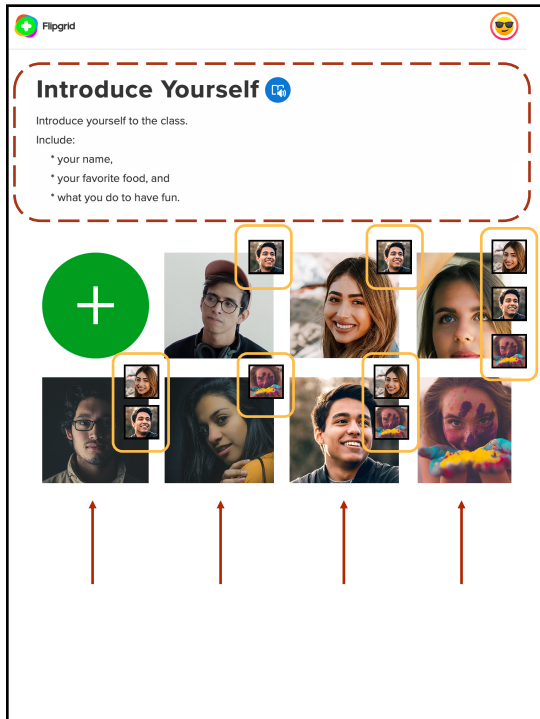 Flipgrid
Introduce Yourself
Introduce yourself to the class.
Include:
* your name,
* your favorite food, and
* what you do to have fun.